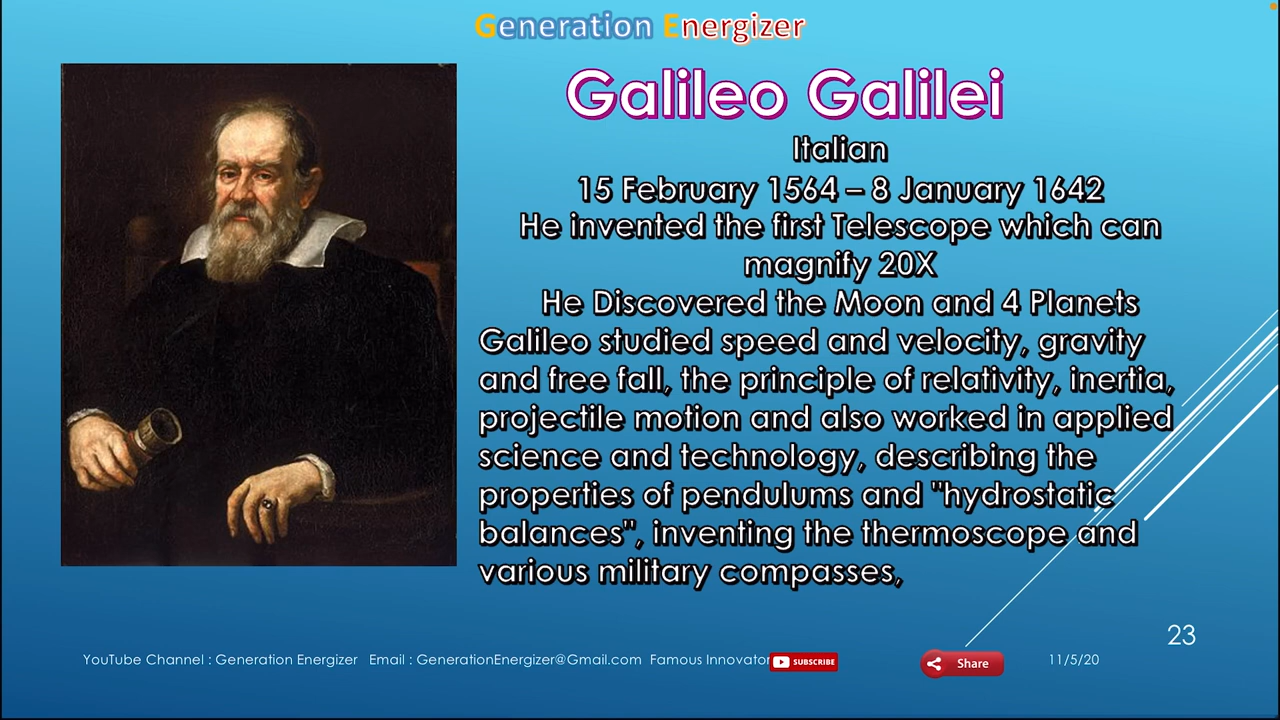 Generation Energizer
Galileo Galilei
Italian
15 February 1564 – 8 January 1642
He invented the first Telescope which can
magnify 20X
He Discovered the Moon and 4 Planets
Galileo studied speed and velocity, gravity
and free fall, the principle of relativity, inertia,
projectile motion and also worked in applied
science and technology, describing the
properties of pendulums and "hydrostatic
balances", inventing the thermoscope and
various military compasses,
23
YouTube Channel : Generation Energizer Email : GenerationEnergizer@Gmail.com Famous Innovator SUBSCRIBE Share 11/5/20